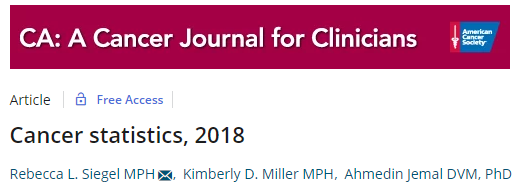 CA: A Cancer Journal for Clinicians
American
Cancer
Society
Article Free Access
Cancer statistics, 2018
Rebecca L. Siegel MPH, Kimberly D. Miller MPH, Ahmedin Jemal DVM, PhD